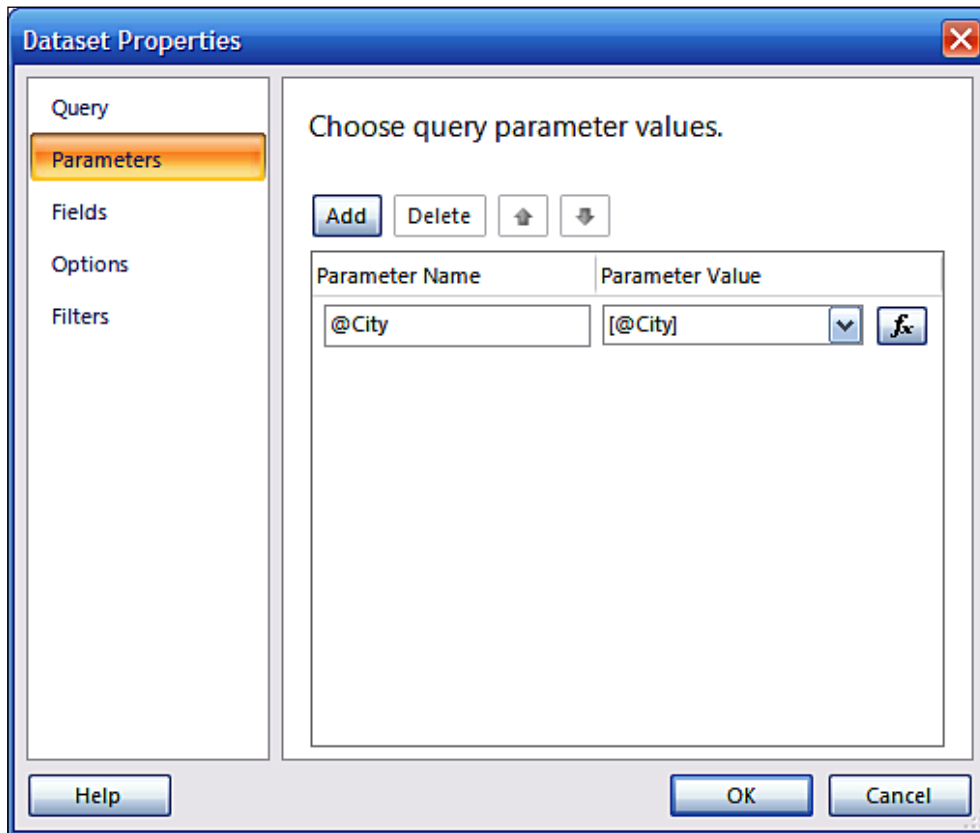 Dataset Properties
Query
Parameters
Fields
Options
Filters
Choose query parameter values.
Add Delete
Parameter Name Parameter Value
@City [@City] fx
Help OK Cancel